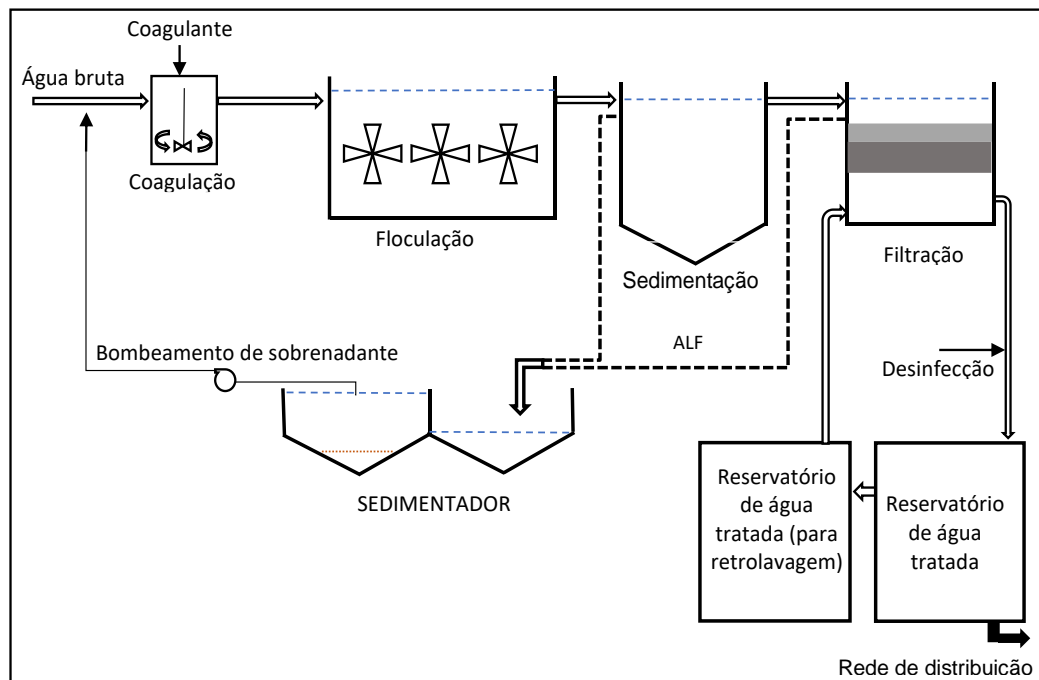 Coagulante
Água bruta
Coagulação
Floculação
Sedimentação
Filtração
ALF
Bombeamento de sobrenadante
Desinfecção
SEDIMENTADOR
Reservatório
de água
tratada (para
retrolavagem)
Reservatório
de água
tratada
Rede de distribuição